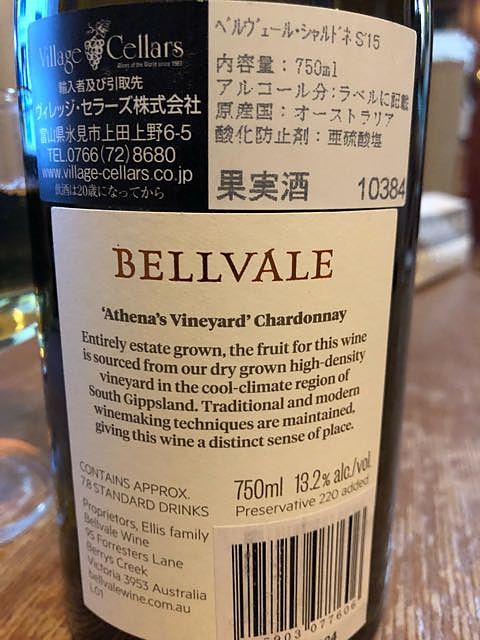 Village Cellars
Wines of the World since 1983
輸入者及び引取先
ヴィレッジ・セラーズ株式会社
富山県氷見市上田上野6-5
TEL.0766(72)8680
www.village-cellars.co.jp
飲酒は20歳になってから
ベルヴェール・シャルドネ S'15
内容量：750ml
アルコール分：ラベルに記載
原産国：オーストラリア
酸化防止剤：亜硫酸塩
果実酒 10384
BELLVALE
‘Athena's Vineyard’ Chardonnay
Entirely estate grown, the fruit for this wine
is sourced from our dry grown high-density
vineyard in the cool-climate region of
South Gippsland. Traditional and modern
winemaking techniques are maintained,
giving this wine a distinct sense of place.
CONTAINS APPROX.
7.8 STANDARD DRINKS
750ml 13.2% alc./vol.
Preservative 220 added
Proprietors, Ellis family
Bellvale Wine
95 Forresters Lane
Berrys Creek
Victoria 3953 Australia
bellvalewine.com.au
L01